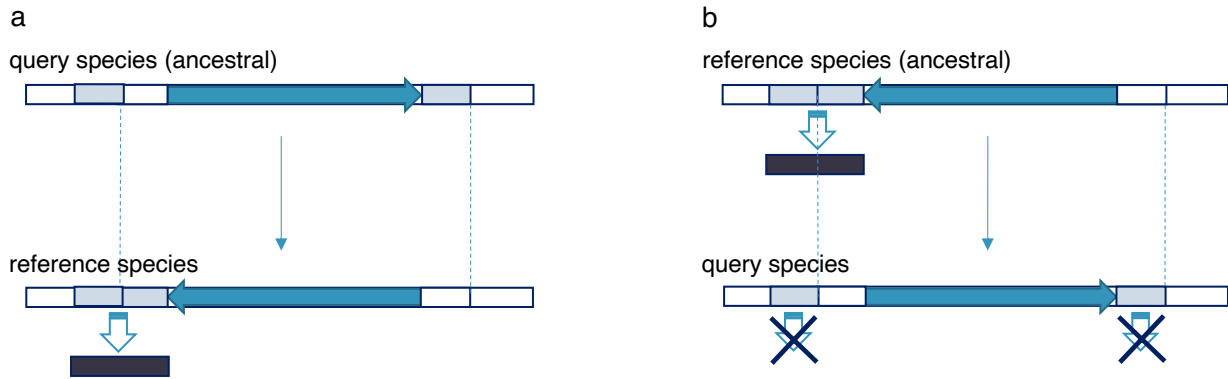 a
query species (ancestral)
reference species
b
reference species (ancestral)
query species